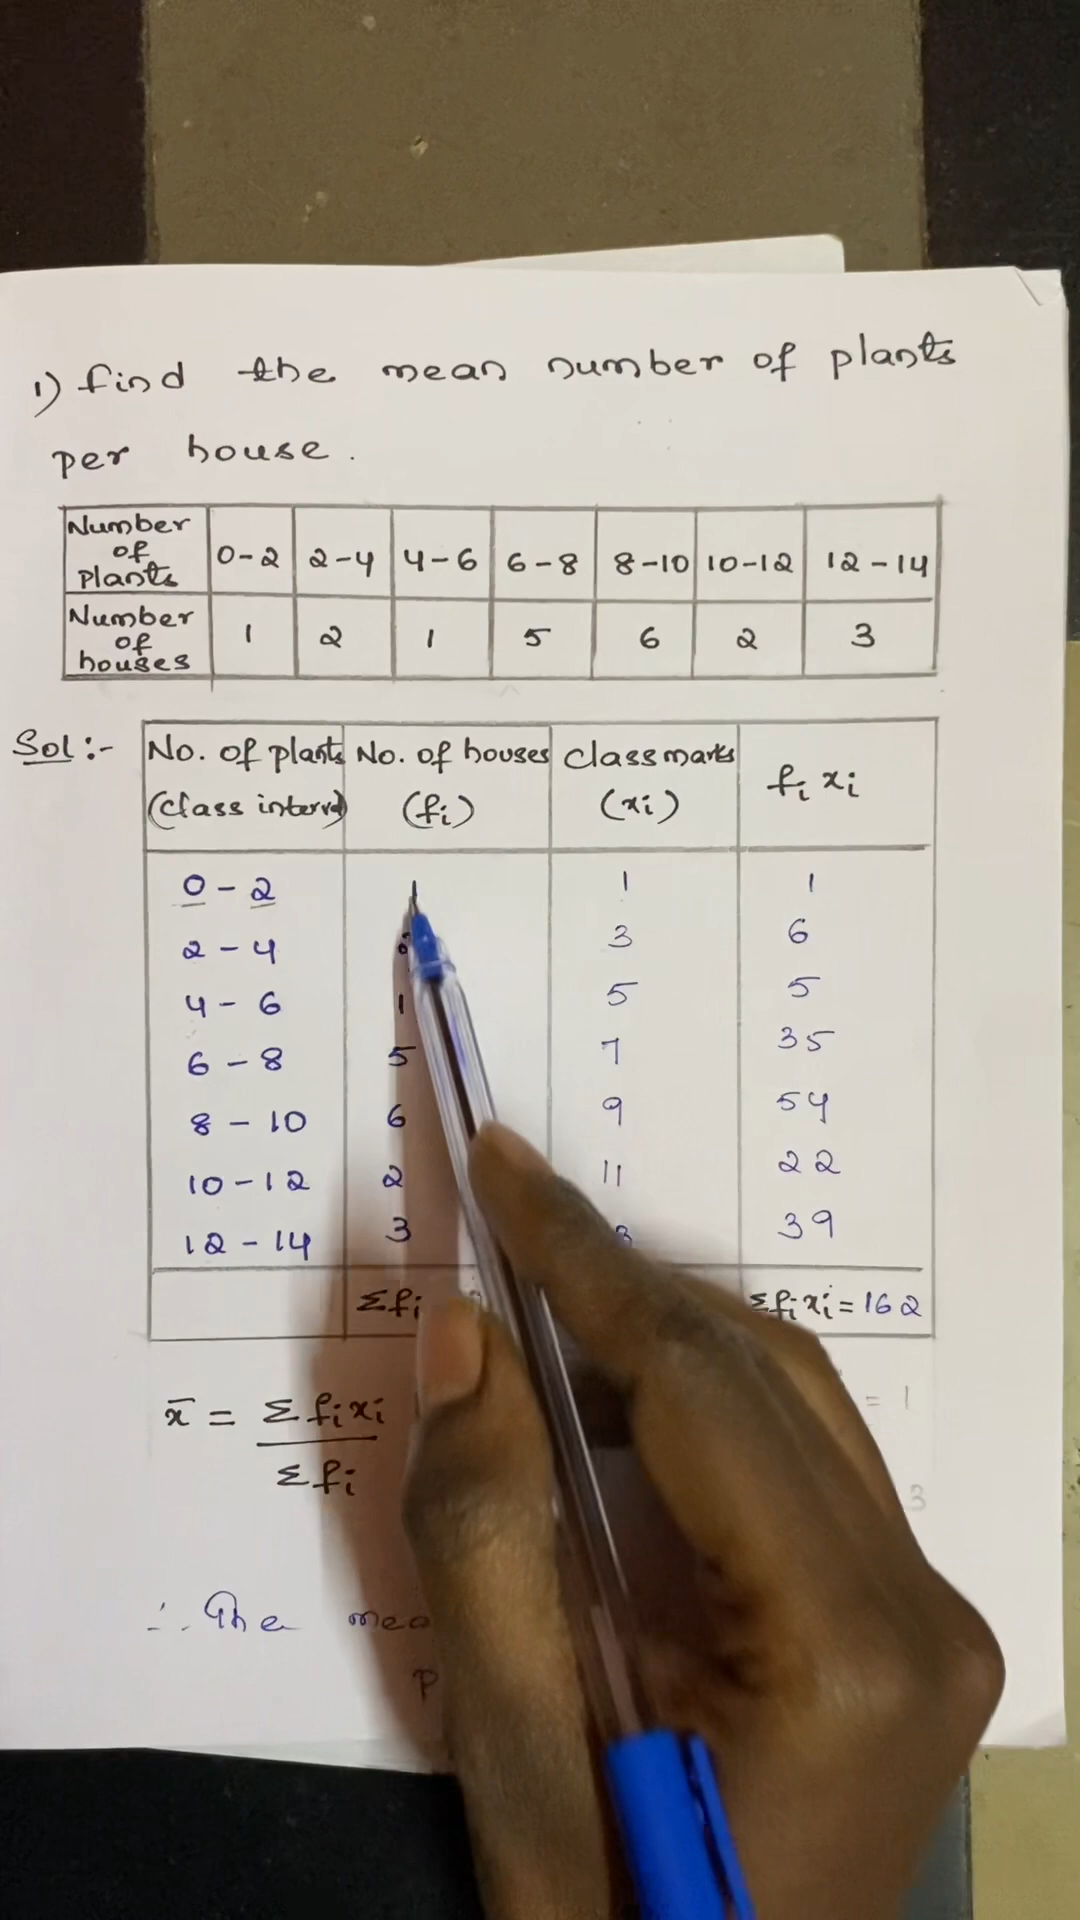 1) find the mean number of plants
per house.
Number of plants 0-2 2-4 4-6 6-8 8-10 10-12 12-14
Number of houses 1 2 1 5 6 2 3
Sol:- No. of plants No. of houses class marks fi xi
(class interval) (fi) (xi)
0-2 1 1 1
2-4 3 6
4-6 1 5 5
6-8 5 7 35
8-10 6 9 54
10-12 2 11 22
12-14 3 3 39
Σfi Σfixi = 162
x̄ = Σfixi
Σfi
= 1
3
∴ The mea
P